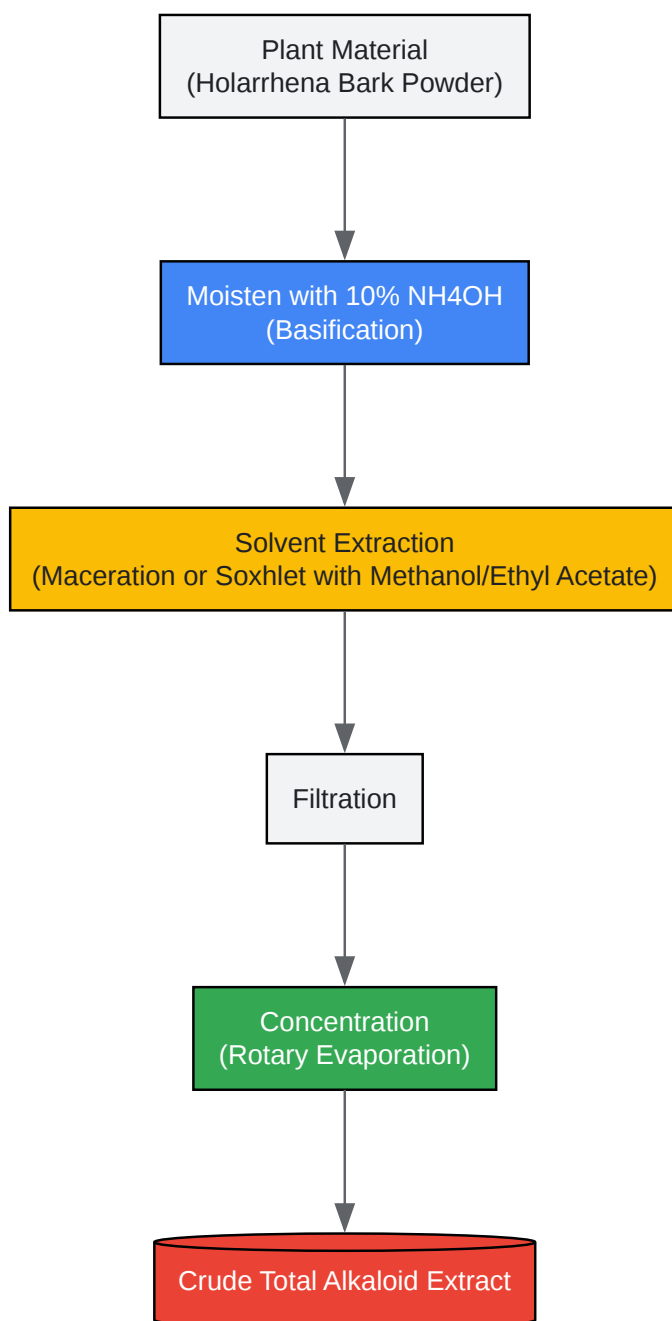 Plant Material
(Holarrhena Bark Powder)
Moisten with 10% NH4OH
(Basification)
Solvent Extraction
(Maceration or Soxhlet with Methanol/Ethyl Acetate)
Filtration
Concentration
(Rotary Evaporation)
Crude Total Alkaloid Extract